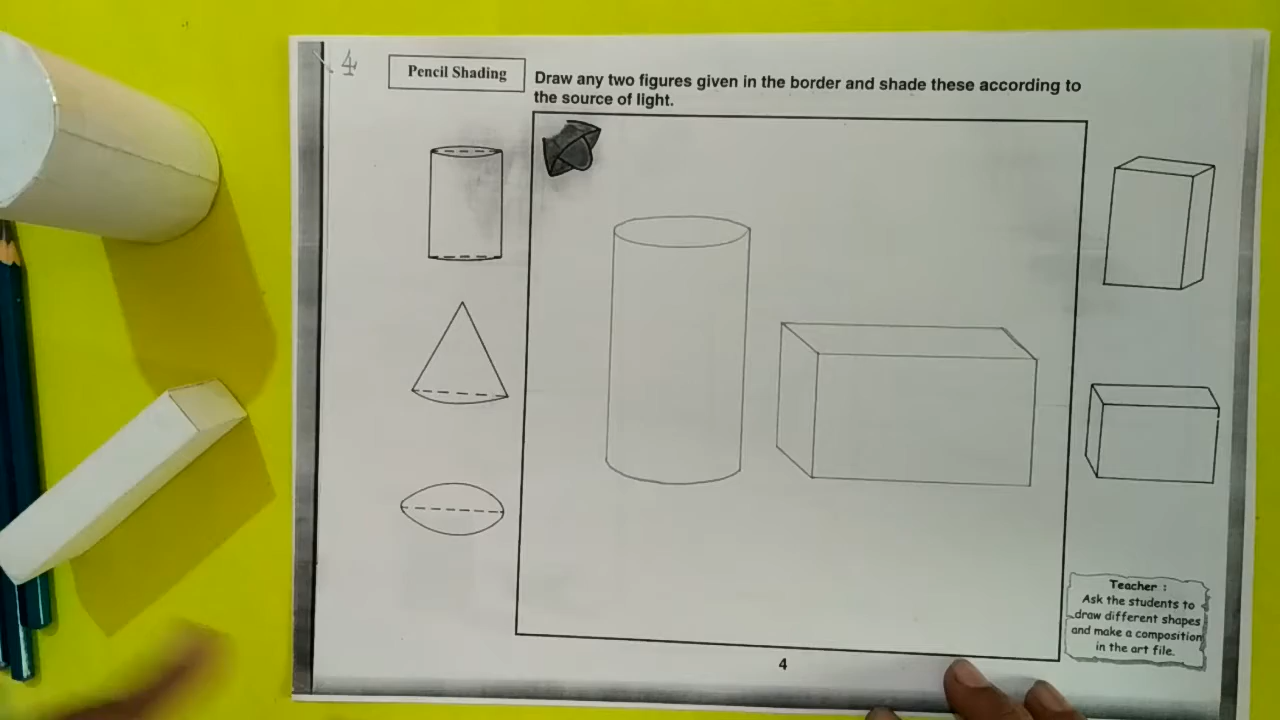 4
Pencil Shading
Draw any two figures given in the border and shade these according to
the source of light.
Teacher :
Ask the students to
draw different shapes
and make a composition
in the art file.
4